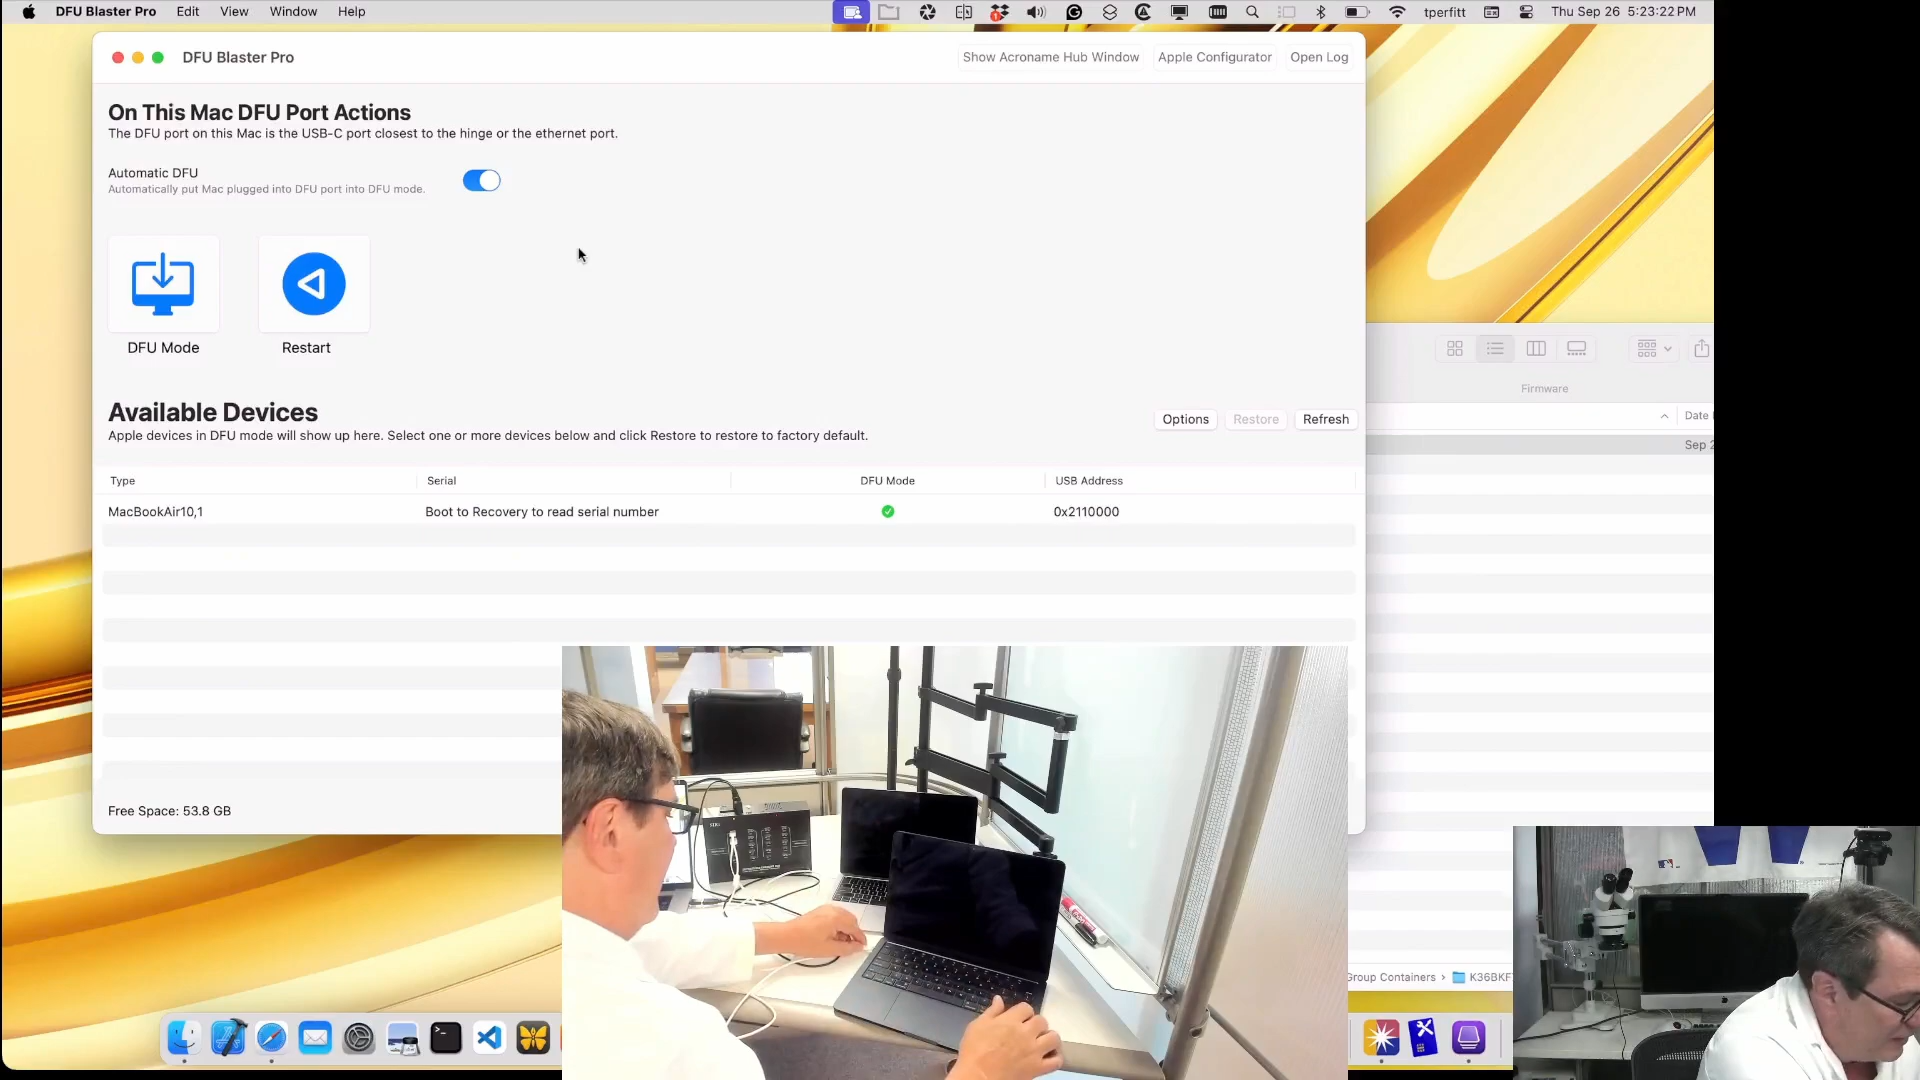 DFU Blaster Pro Edit View Window Help Thu Sep 26 5:23:22 PM
tperfitt
DFU Blaster Pro
Show Acroname Hub Window Apple Configurator Open Log
On This Mac DFU Port Actions
The DFU port on this Mac is the USB-C port closest to the hinge or the ethernet port.
Automatic DFU
Automatically put Mac plugged into DFU port into DFU mode.
DFU Mode Restart
Firmware
Available Devices
Options Restore Refresh
Apple devices in DFU mode will show up here. Select one or more devices below and click Restore to restore to factory default.
Date
Sep 2
Type Serial DFU Mode USB Address
MacBookAir10,1 Boot to Recovery to read serial number 0x2110000
Free Space: 53.8 GB
Group Containers › K36BKF